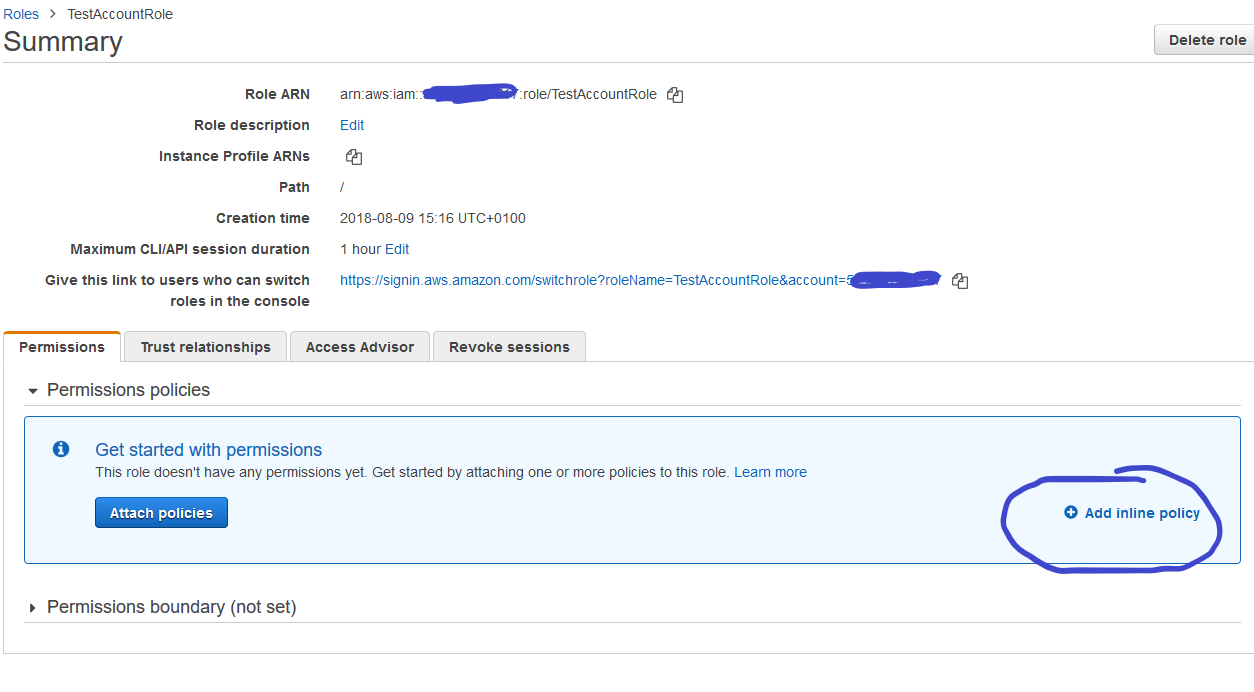 Roles > TestAccountRole
Summary
Delete role
Role ARN arn:aws:iam:: :role/TestAccountRole
Role description Edit
Instance Profile ARNs
Path /
Creation time 2018-08-09 15:16 UTC+0100
Maximum CLI/API session duration 1 hour Edit
Give this link to users who can switch https://signin.aws.amazon.com/switchrole?roleName=TestAccountRole&account=5
roles in the console
Permissions Trust relationships Access Advisor Revoke sessions
Permissions policies
Get started with permissions
This role doesn't have any permissions yet. Get started by attaching one or more policies to this role. Learn more
Attach policies Add inline policy
Permissions boundary (not set)